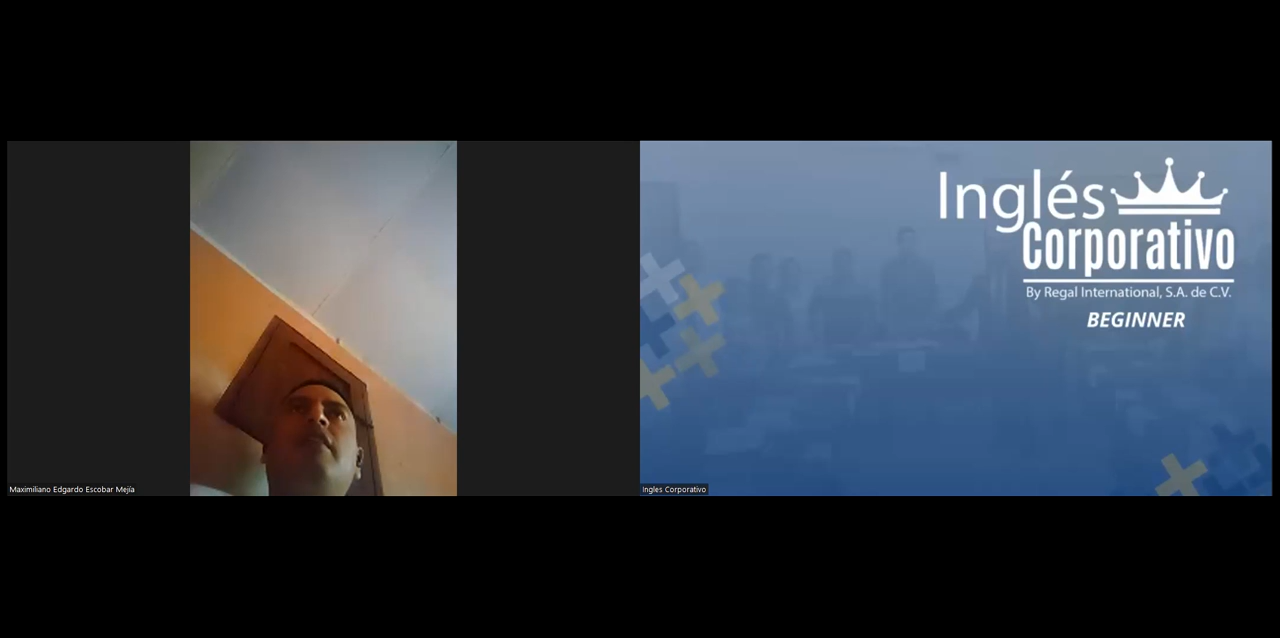 Inglés
Corporativo
By Regal International, S.A. de C.V.
BEGINNER
Maximiliano Edgardo Escobar Mejía
Ingles Corporativo